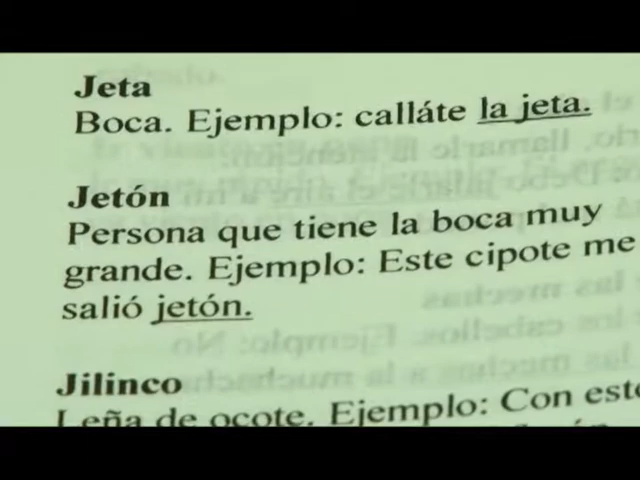 Jeta
Boca. Ejemplo: calláte la jeta.
Jetón
Persona que tiene la boca muy
grande. Ejemplo: Este cipote me
salió jetón.
Jilinco
Leña de ocote. Ejemplo: Con este